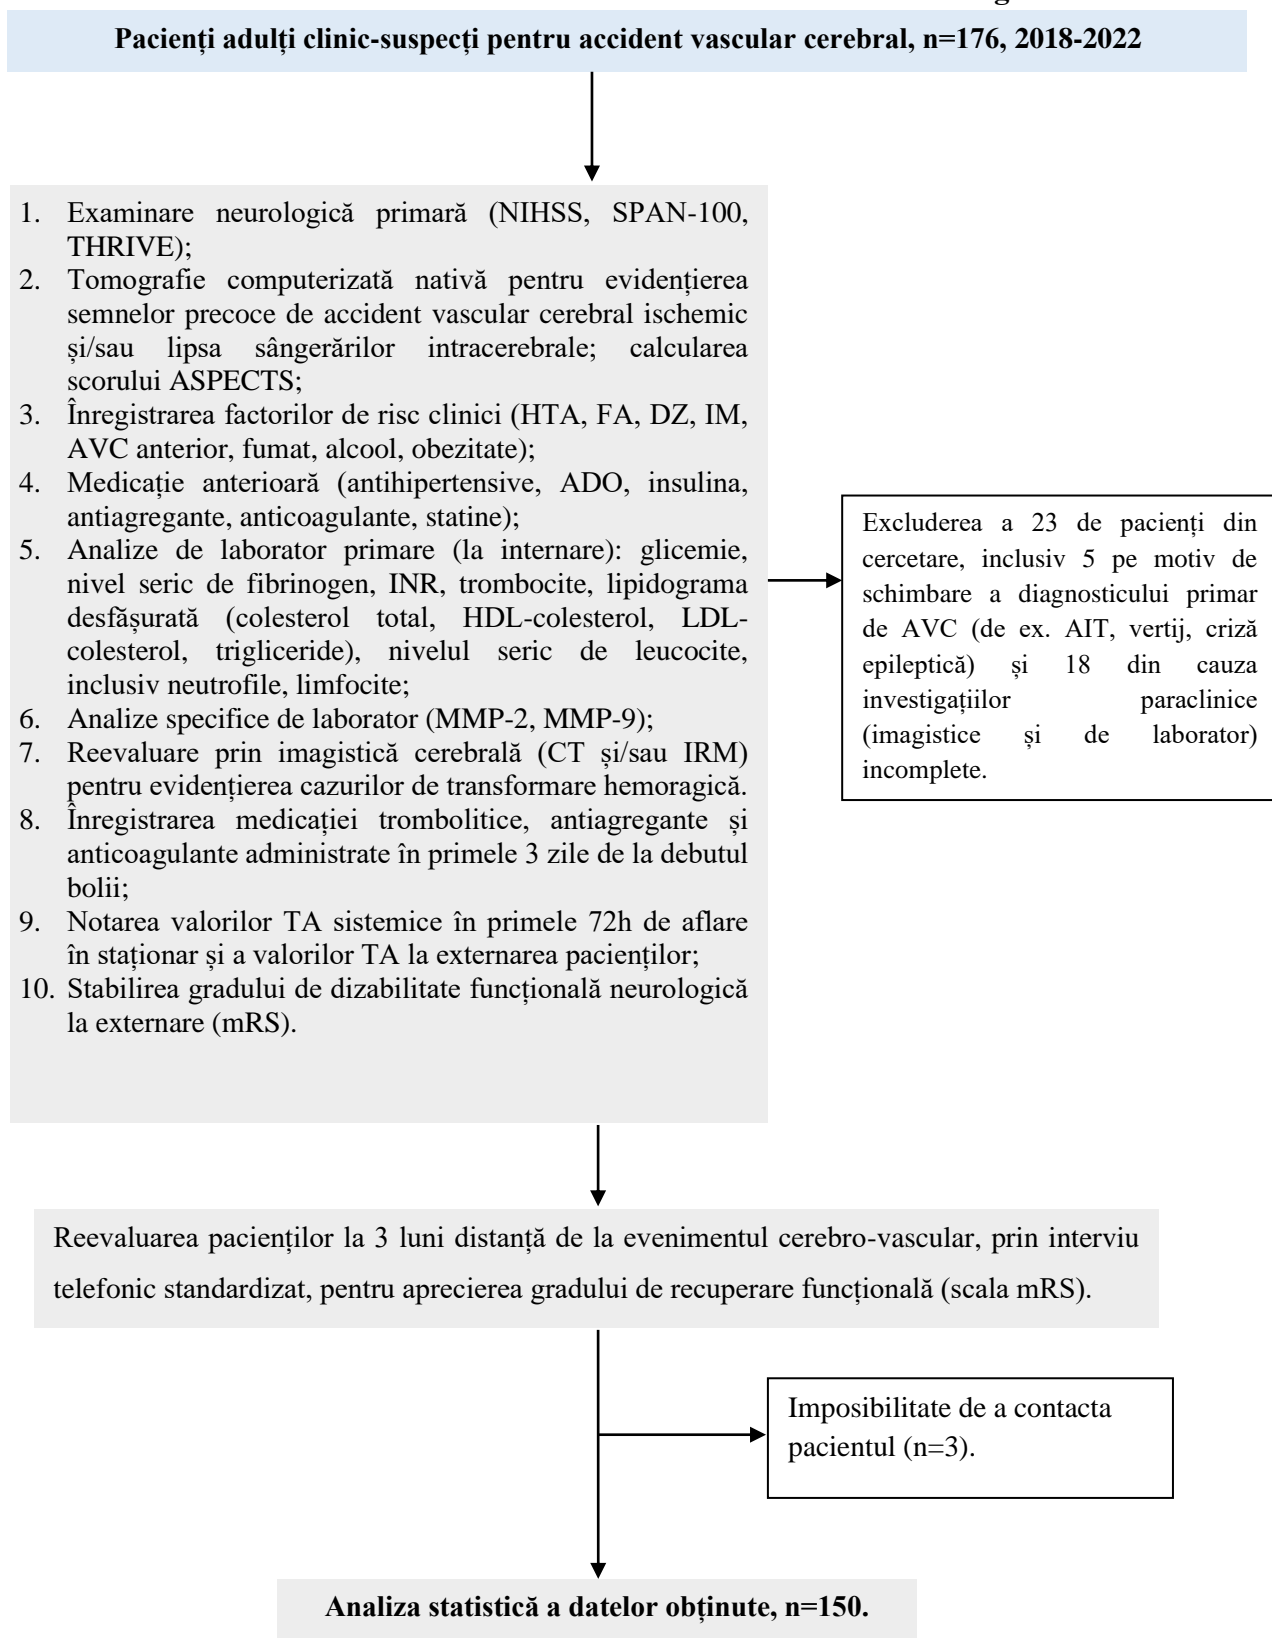 Pacienți adulți clinic-suspecți pentru accident vascular cerebral, n=176, 2018-2022
1. Examinare neurologică primară (NIHSS, SPAN-100,
THRIVE);
2. Tomografie computerizată nativă pentru evidențierea
semnelor precoce de accident vascular cerebral ischemic
și/sau lipsa sângerărilor intracerebrale; calcularea
scorului ASPECTS;
3. Înregistrarea factorilor de risc clinici (HTA, FA, DZ, IM,
AVC anterior, fumat, alcool, obezitate);
4. Medicație anterioară (antihipertensive, ADO, insulina,
antiagregante, anticoagulante, statine);
5. Analize de laborator primare (la internare): glicemie,
nivel seric de fibrinogen, INR, trombocite, lipidograma
desfășurată (colesterol total, HDL-colesterol, LDL-
colesterol, trigliceride), nivelul seric de leucocite,
inclusiv neutrofile, limfocite;
6. Analize specifice de laborator (MMP-2, MMP-9);
7. Reevaluare prin imagistică cerebrală (CT și/sau IRM)
pentru evidențierea cazurilor de transformare hemoragică.
8. Înregistrarea medicației trombolitice, antiagregante și
anticoagulante administrate în primele 3 zile de la debutul
bolii;
9. Notarea valorilor TA sistemice în primele 72h de aflare
în staționar și a valorilor TA la externarea pacienților;
10. Stabilirea gradului de dizabilitate funcțională neurologică
la externare (mRS).
Excluderea a 23 de pacienți din
cercetare, inclusiv 5 pe motiv de
schimbare a diagnosticului primar
de AVC (de ex. AIT, vertij, criză
epileptică) și 18 din cauza
investigațiilor paraclinice
(imagistice și de laborator)
incomplete.
Reevaluarea pacienților la 3 luni distanță de la evenimentul cerebro-vascular, prin interviu
telefonic standardizat, pentru aprecierea gradului de recuperare funcțională (scala mRS).
Imposibilitate de a contacta
pacientul (n=3).
Analiza statistică a datelor obținute, n=150.